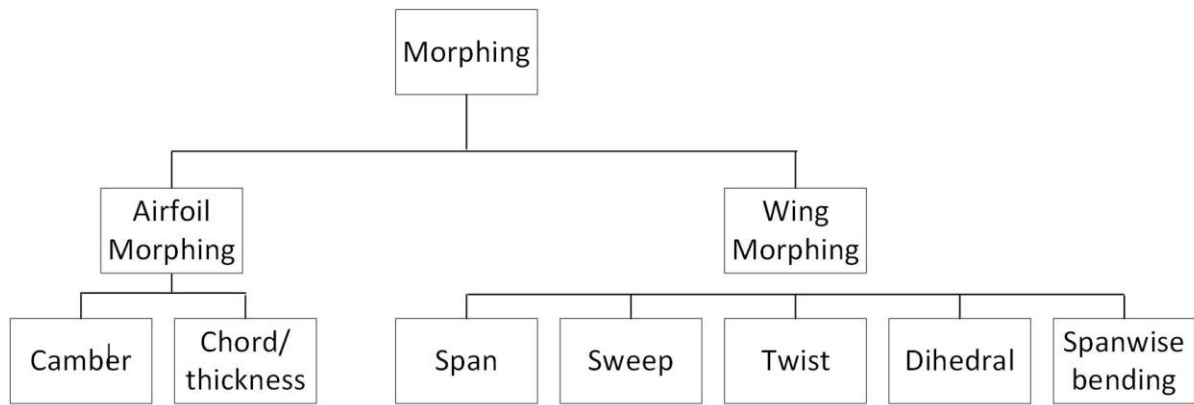 Morphing
Airfoil
Morphing
Wing
Morphing
Camber
Chord/
thickness
Span
Sweep
Twist
Dihedral
Spanwise
bending